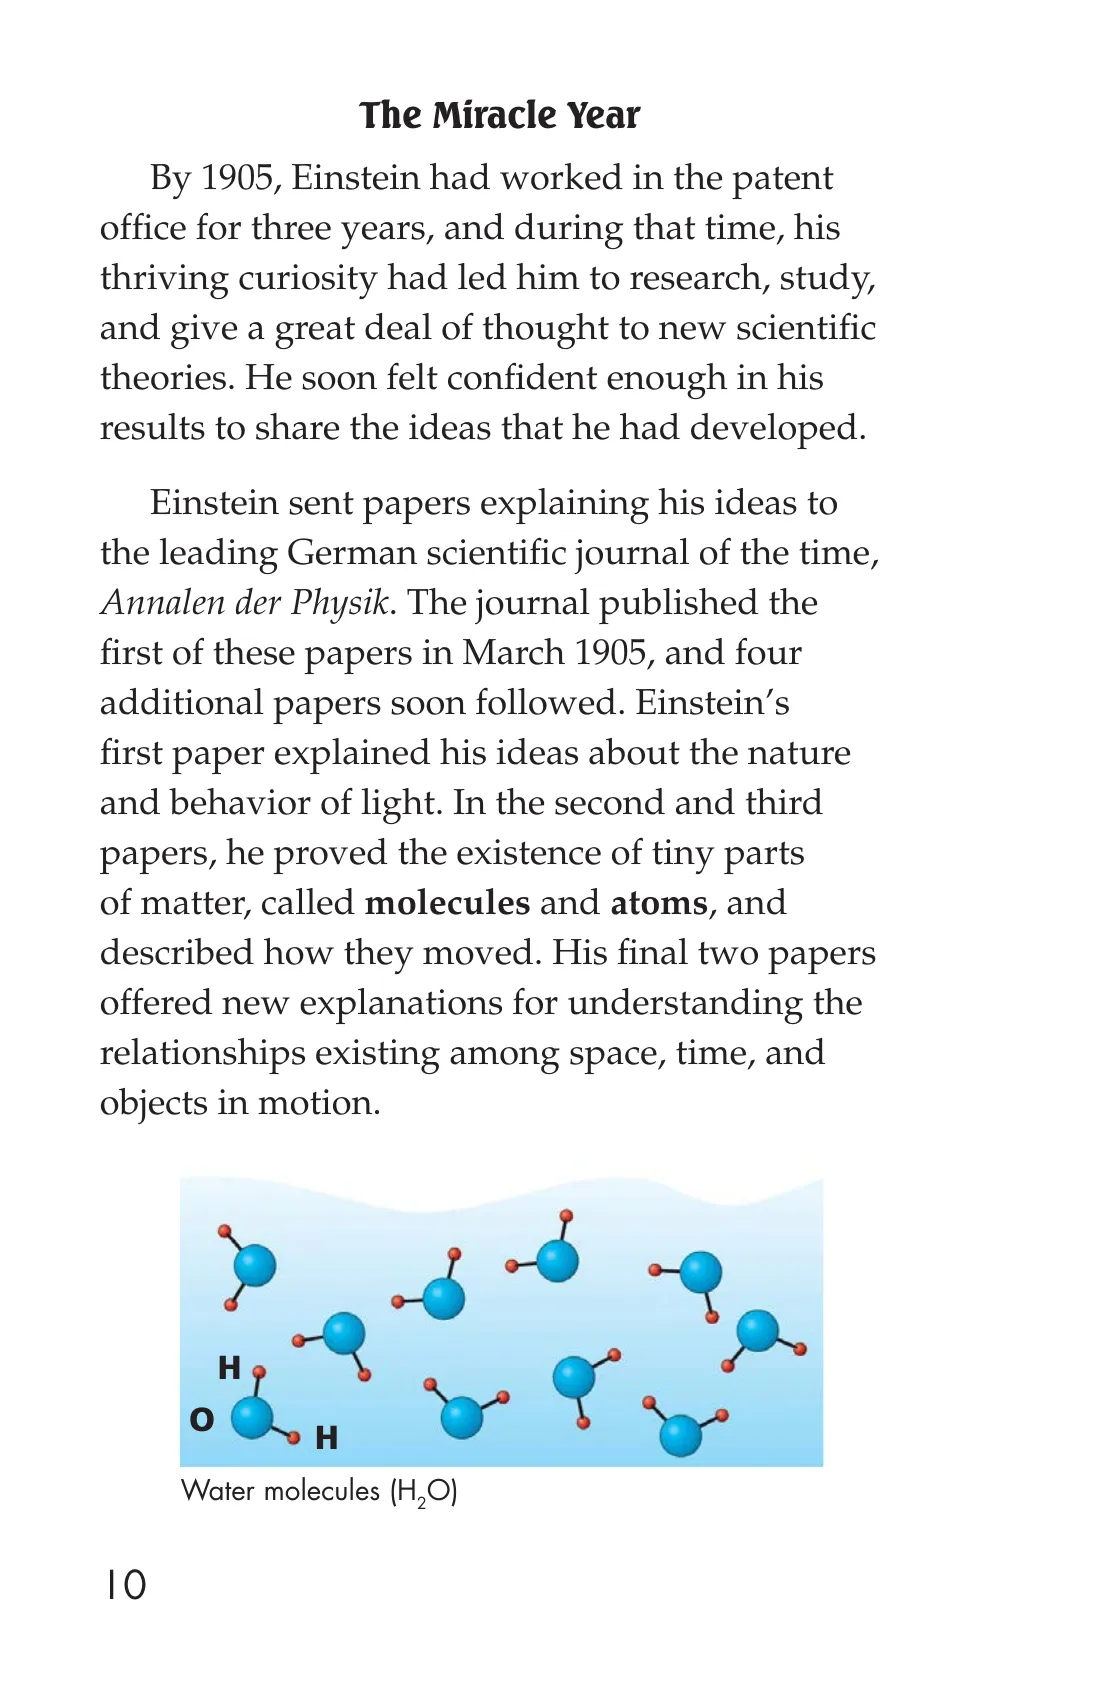 The Miracle Year
By 1905, Einstein had worked in the patent
office for three years, and during that time, his
thriving curiosity had led him to research, study,
and give a great deal of thought to new scientific
theories. He soon felt confident enough in his
results to share the ideas that he had developed.
Einstein sent papers explaining his ideas to
the leading German scientific journal of the time,
Annalen der Physik. The journal published the
first of these papers in March 1905, and four
additional papers soon followed. Einstein’s
first paper explained his ideas about the nature
and behavior of light. In the second and third
papers, he proved the existence of tiny parts
of matter, called molecules and atoms, and
described how they moved. His final two papers
offered new explanations for understanding the
relationships existing among space, time, and
objects in motion.
H
O
H
Water molecules (H₂O)
10